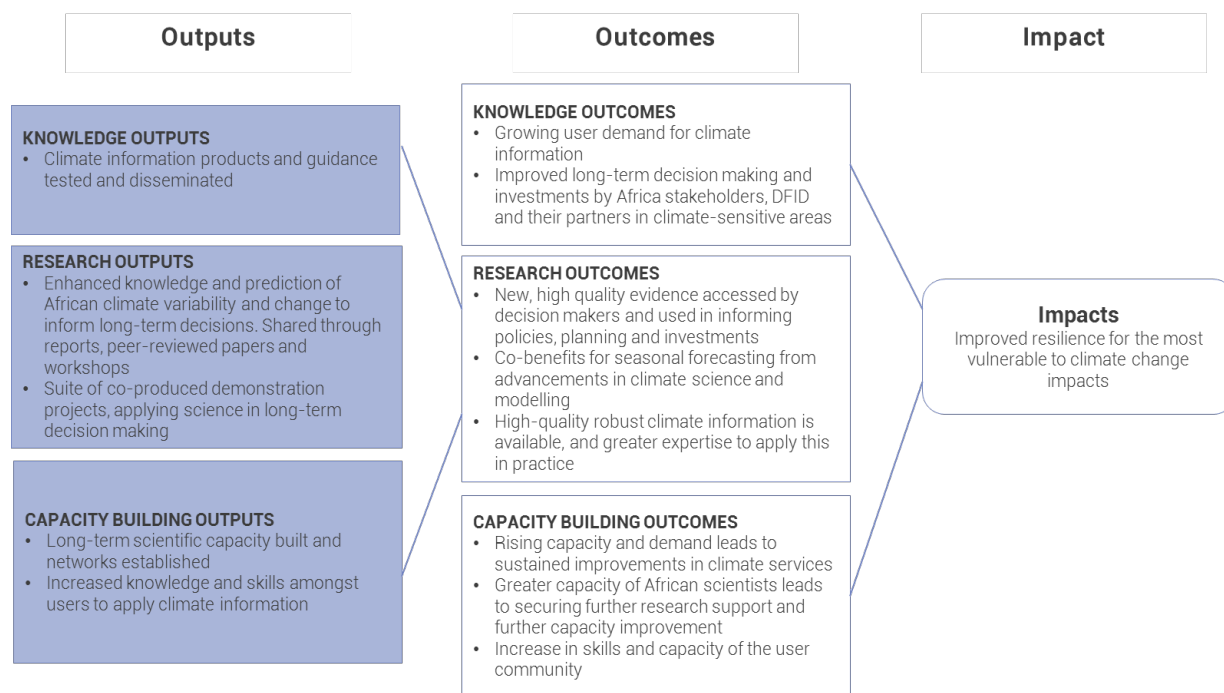 Outputs
Outcomes
Impact
KNOWLEDGE OUTPUTS
• Climate information products and guidance
tested and disseminated
RESEARCH OUTPUTS
• Enhanced knowledge and prediction of
African climate variability and change to
inform long-term decisions. Shared through
reports, peer-reviewed papers and
workshops
• Suite of co-produced demonstration
projects, applying science in long-term
decision making
CAPACITY BUILDING OUTPUTS
• Long-term scientific capacity built and
networks established
• Increased knowledge and skills amongst
users to apply climate information
KNOWLEDGE OUTCOMES
• Growing user demand for climate
information
• Improved long-term decision making and
investments by Africa stakeholders, DFID
and their partners in climate-sensitive areas
RESEARCH OUTCOMES
• New, high quality evidence accessed by
decision makers and used in informing
policies, planning and investments
• Co-benefits for seasonal forecasting from
advancements in climate science and
modelling
• High-quality robust climate information is
available, and greater expertise to apply this
in practice
CAPACITY BUILDING OUTCOMES
• Rising capacity and demand leads to
sustained improvements in climate services
• Greater capacity of African scientists leads
to securing further research support and
further capacity improvement
• Increase in skills and capacity of the user
community
Impacts
Improved resilience for the most
vulnerable to climate change
impacts